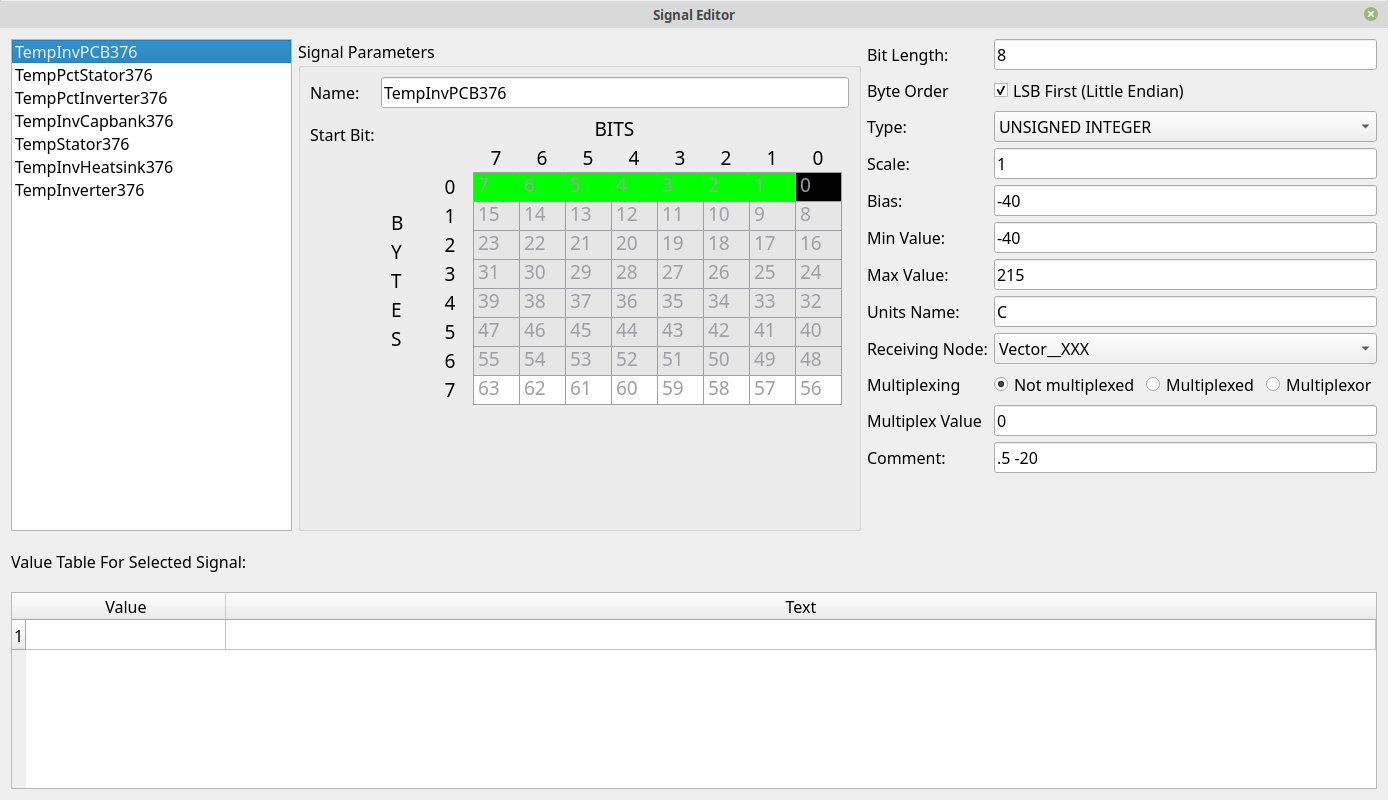 Signal Editor
TempInvPCB376
TempPctStator376
TempPctInverter376
TempInvCapbank376
TempStator376
TempInvHeatsink376
TempInverter376
Signal Parameters
Name: TempInvPCB376
Start Bit:
BITS
7 6 5 4 3 2 1 0
BYTES
0 7 6 5 4 3 2 1 0
1 15 14 13 12 11 10 9 8
2 23 22 21 20 19 18 17 16
3 31 30 29 28 27 26 25 24
4 39 38 37 36 35 34 33 32
5 47 46 45 44 43 42 41 40
6 55 54 53 52 51 50 49 48
7 63 62 61 60 59 58 57 56
Bit Length: 8
Byte Order LSB First (Little Endian)
Type: UNSIGNED INTEGER
Scale: 1
Bias: -40
Min Value: -40
Max Value: 215
Units Name: C
Receiving Node: Vector__XXX
Multiplexing Not multiplexed Multiplexed Multiplexor
Multiplex Value 0
Comment: .5 -20
Value Table For Selected Signal:
Value Text
1